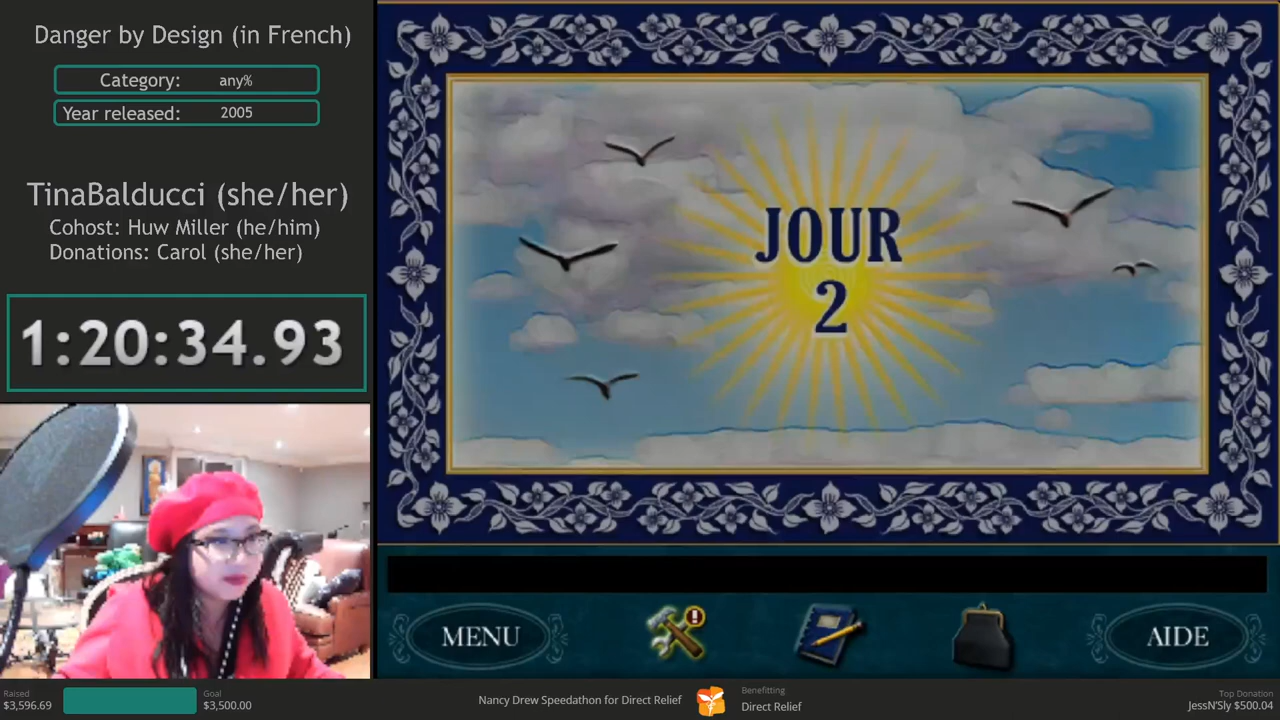 Danger by Design (in French)
Category: any%
Year released: 2005
TinaBalducci (she/her)
Cohost: Huw Miller (he/him)
Donations: Carol (she/her)
1:20:34.93
JOUR
2
MENU
AIDE
Raised
$3,596.69
Goal
$3,500.00
Nancy Drew Speedathon for Direct Relief
Benefitting
Direct Relief
Top Donation
JessN'Sly $500.04